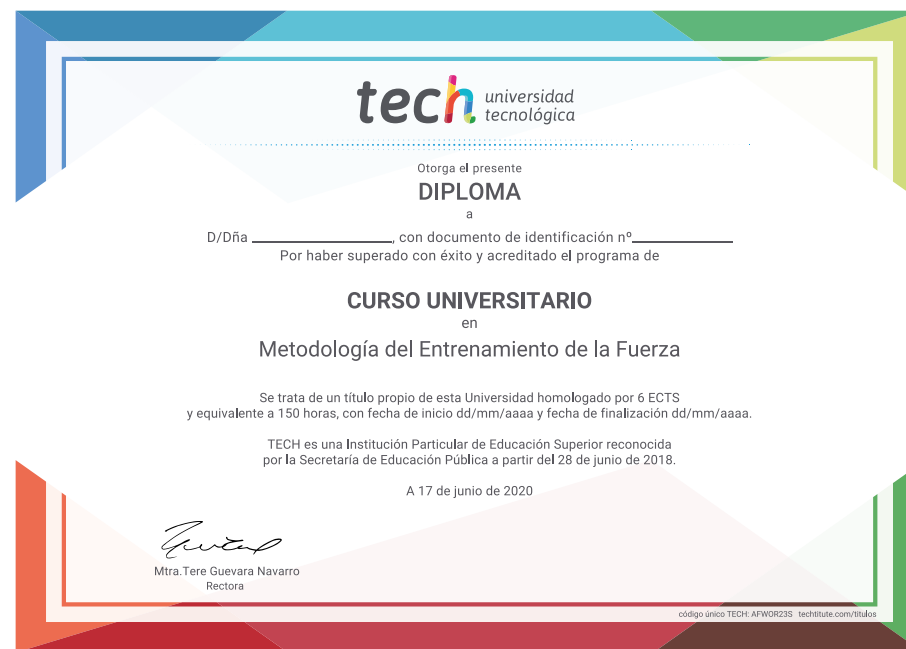 tech universidad
tecnológica
Otorga el presente
DIPLOMA
a
D/Dña ____________________, con documento de identificación nº______________
Por haber superado con éxito y acreditado el programa de
CURSO UNIVERSITARIO
en
Metodología del Entrenamiento de la Fuerza
Se trata de un título propio de esta Universidad homologado por 6 ECTS
y equivalente a 150 horas, con fecha de inicio dd/mm/aaaa y fecha de finalización dd/mm/aaaa.
TECH es una Institución Particular de Educación Superior reconocida
por la Secretaría de Educación Pública a partir del 28 de junio de 2018.
A 17 de junio de 2020
Mtra.Tere Guevara Navarro
Rectora
código único TECH: AFWOR23S techtitute.com/titulos